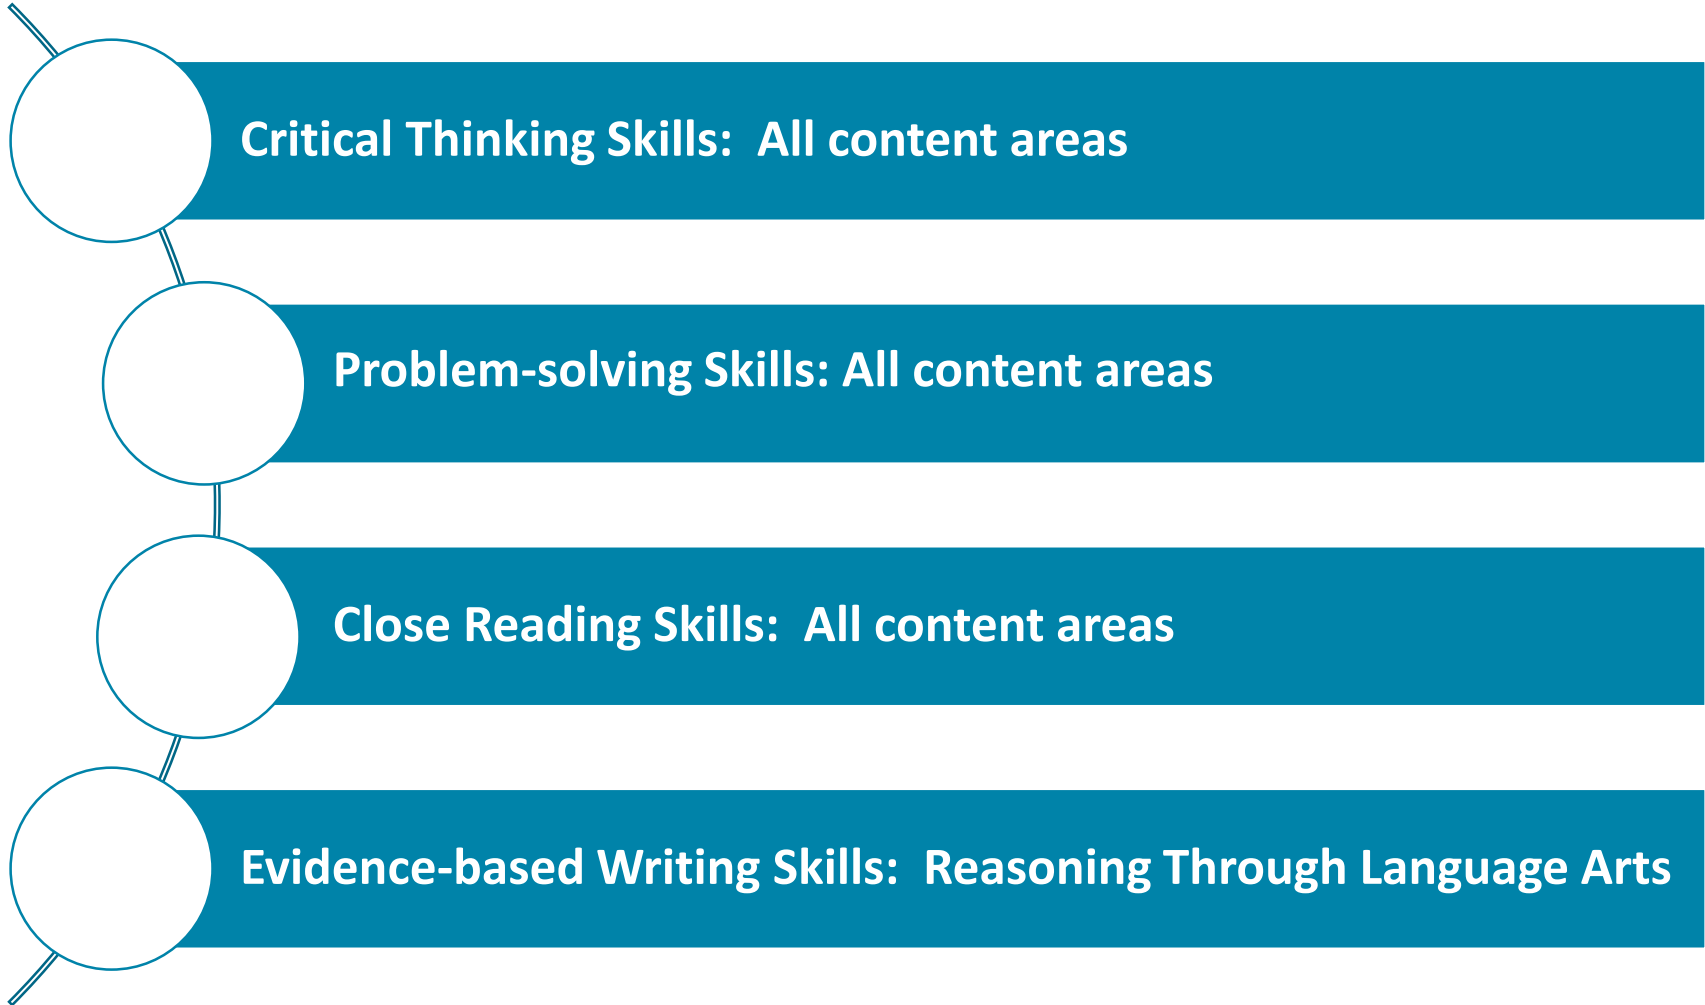 Critical Thinking Skills:  All content areas
Problem-solving Skills: All content areas
Close Reading Skills:  All content areas
Evidence-based Writing Skills:  Reasoning Through Language Arts